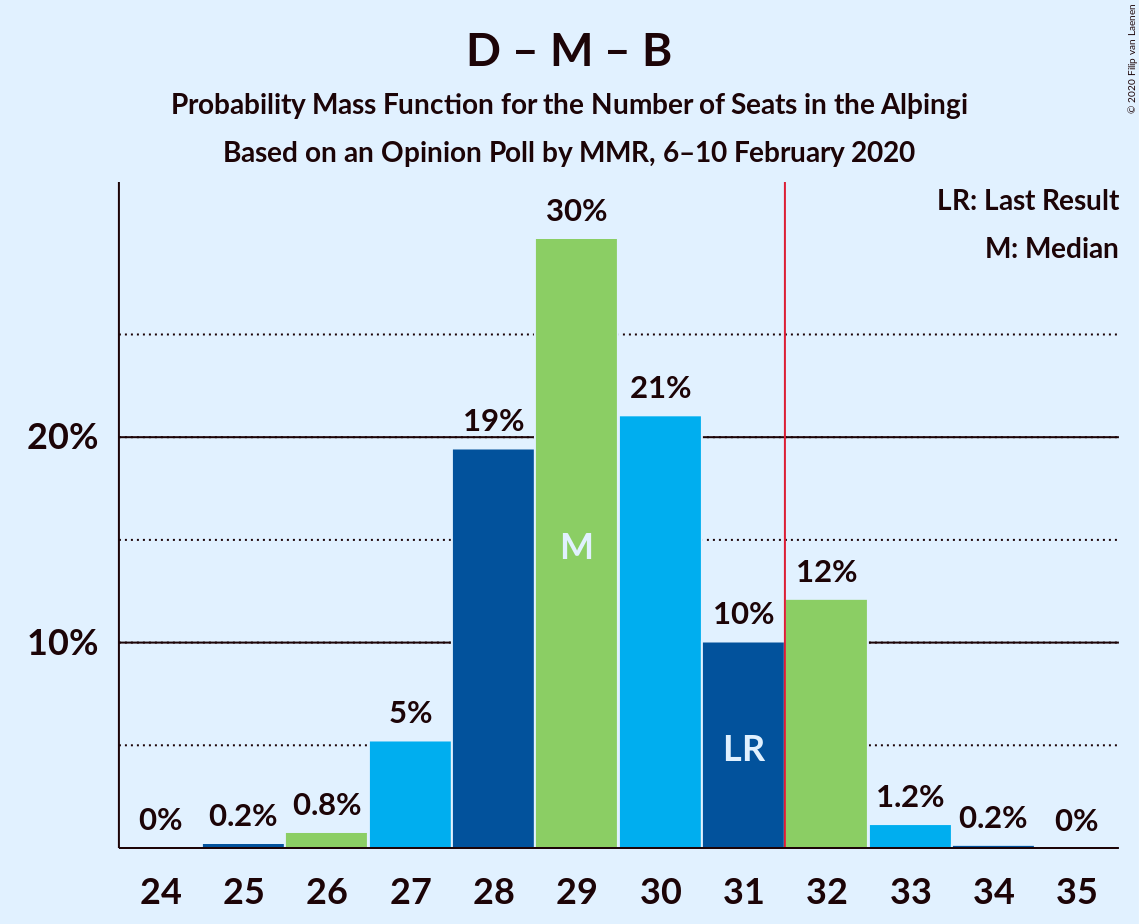 D – M – B
Probability Mass Function for the Number of Seats in the Alþingi
Based on an Opinion Poll by MMR, 6–10 February 2020
© 2020 Filip van Laenen
LR: Last Result
M: Median
30%
21%
20%
19%
M
12%
10%
10%
LR
5%
0%
0.2%
0.8%
1.2%
0.2%
0%
24 25 26 27 28 29 30 31 32 33 34 35